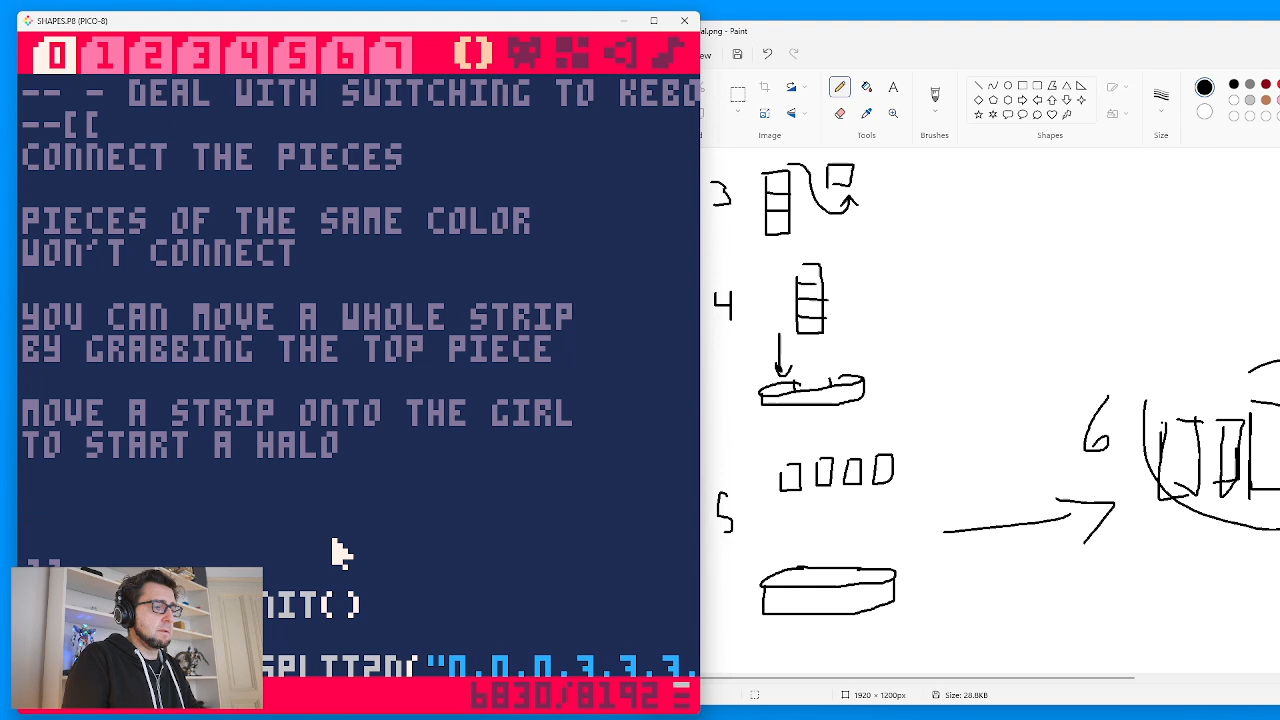 SHAPES.P8 (PICO-8)
0 1 2 3 4 5 6 7
-- - DEAL WITH SWITCHING TO KEBO
--[[
CONNECT THE PIECES
PIECES OF THE SAME COLOR
WON'T CONNECT
YOU CAN MOVE A WHOLE STRIP
BY GRABBING THE TOP PIECE
MOVE A STRIP ONTO THE GIRL
TO START A HALO
]]
NIT()
SPLIT2D("0,0,0,3,3,3,
6830/8192
al.png - Paint
ew
Image
Tools
Brushes
Shapes
Size
3
4
5
6
1920 × 1200px
Size: 28.8KB